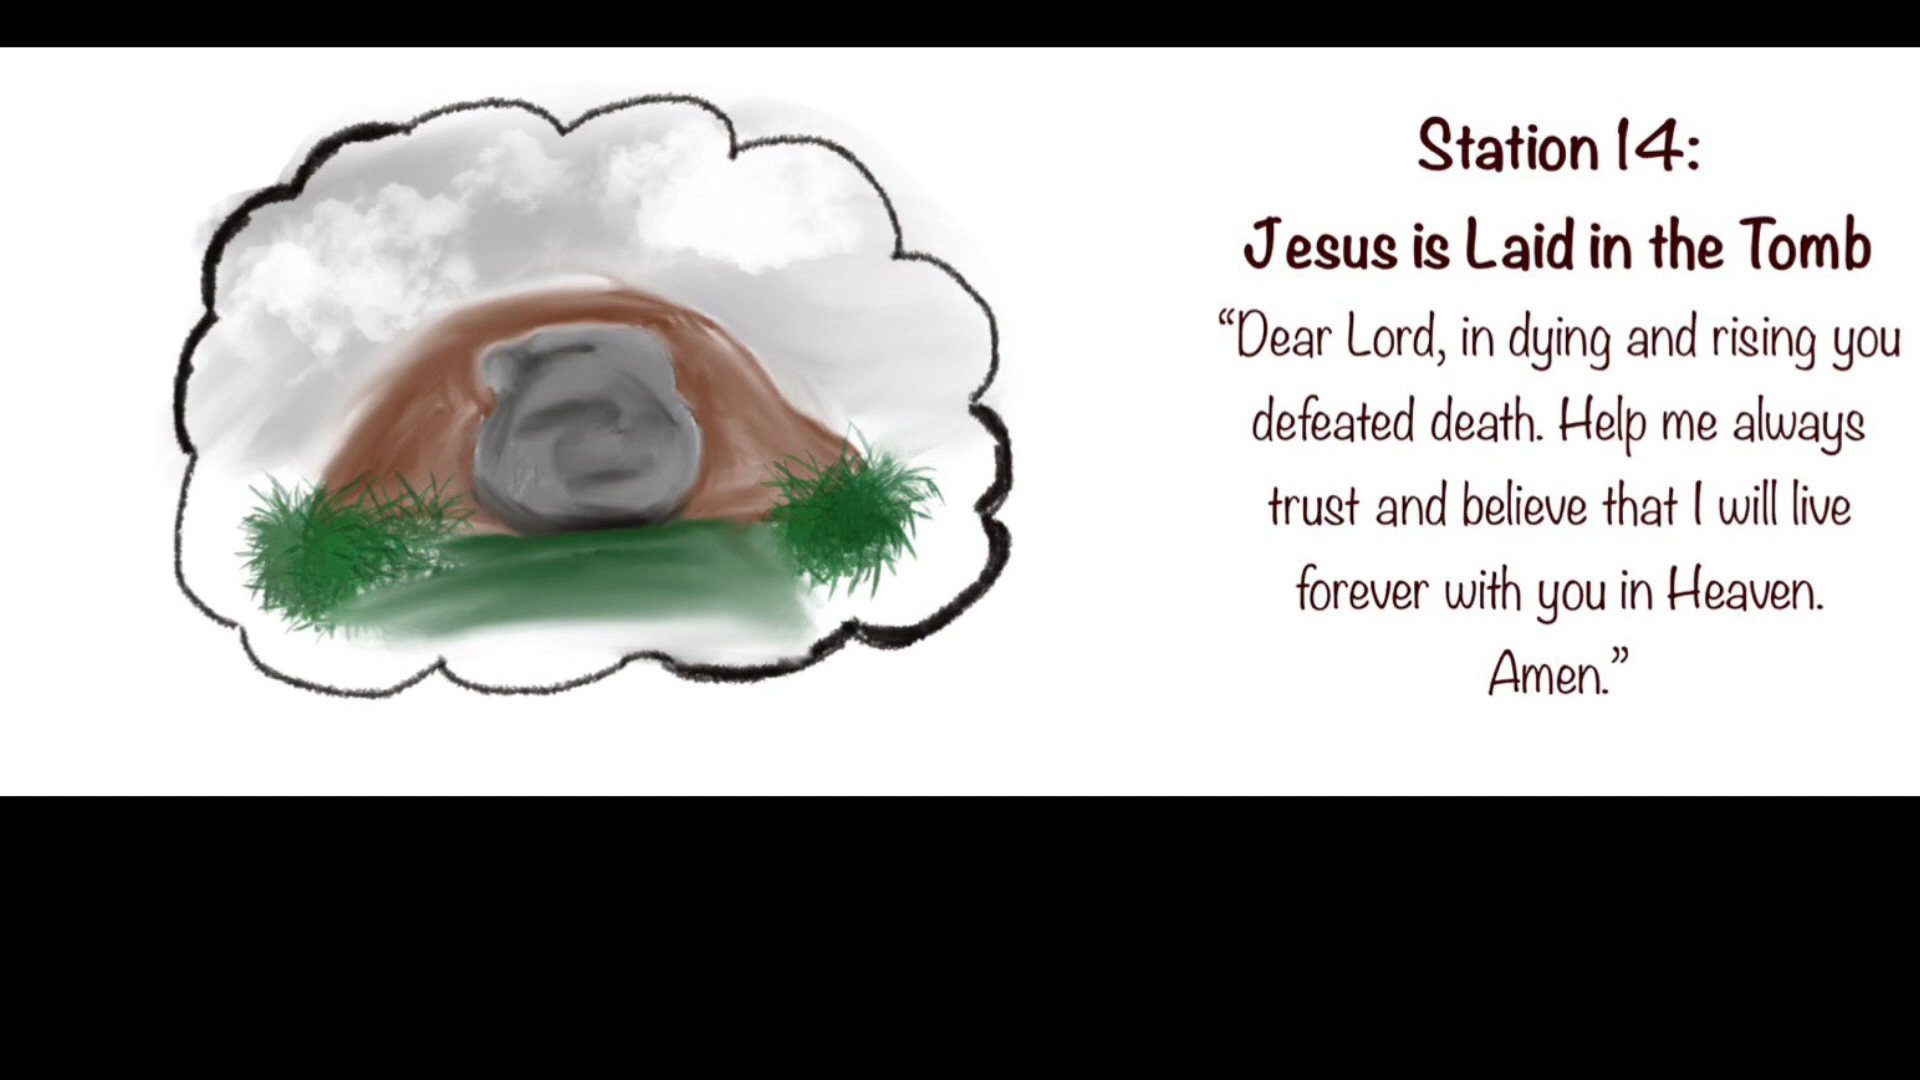 Station 14:
Jesus is Laid in the Tomb
“Dear Lord, in dying and rising you
defeated death. Help me always
trust and believe that I will live
forever with you in Heaven.
Amen.”